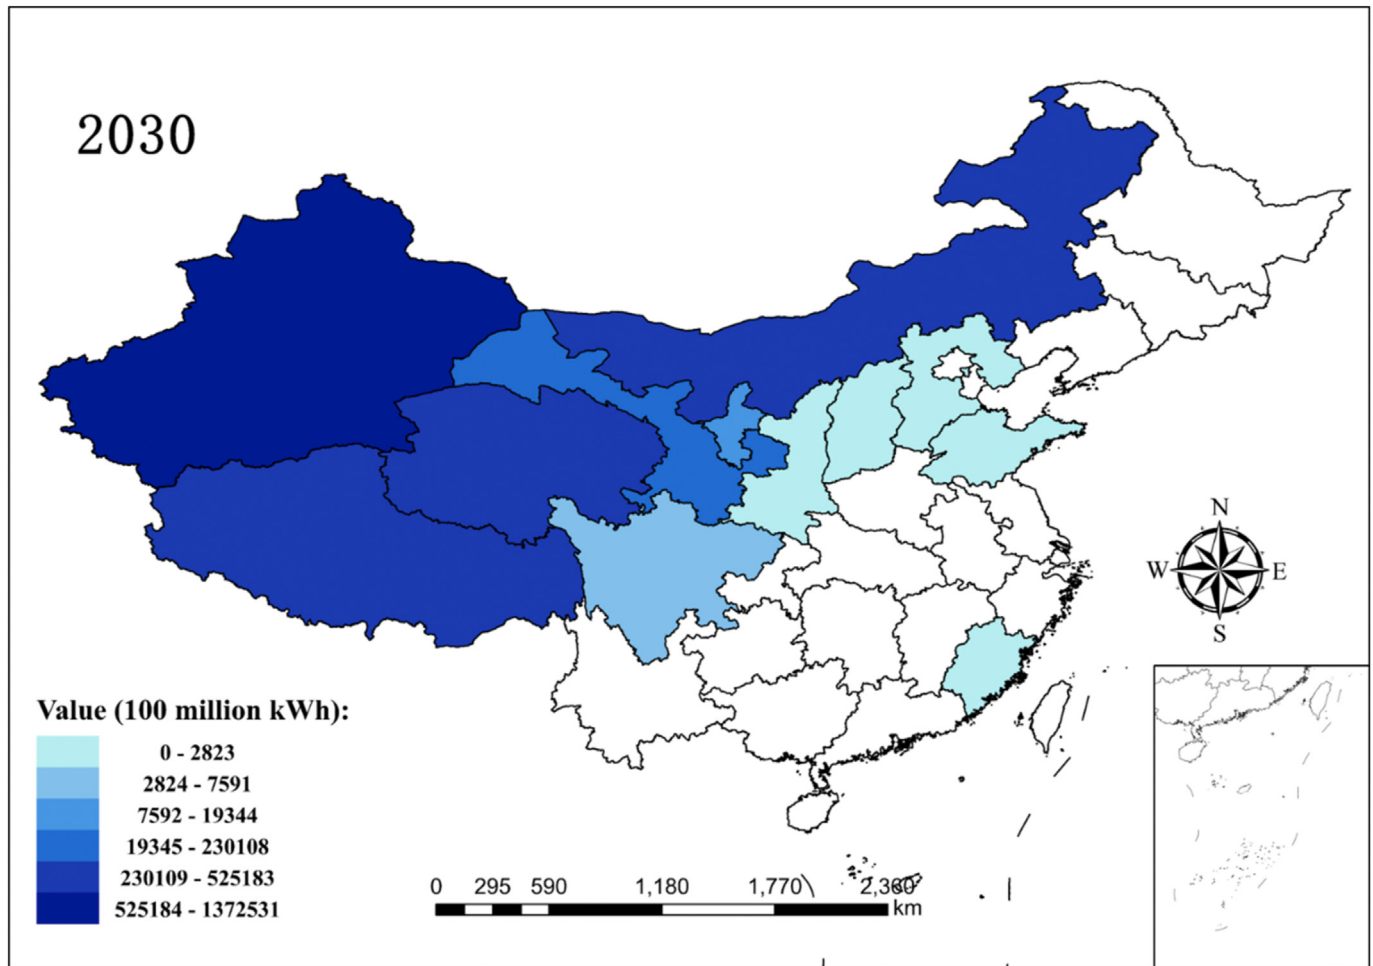 2030
N
W E
S
Value (100 million kWh):
0 - 2823
2824 - 7591
7592 - 19344
19345 - 230108
230109 - 525183
525184 - 1372531
0 295 590 1,180 1,770 2,360
km